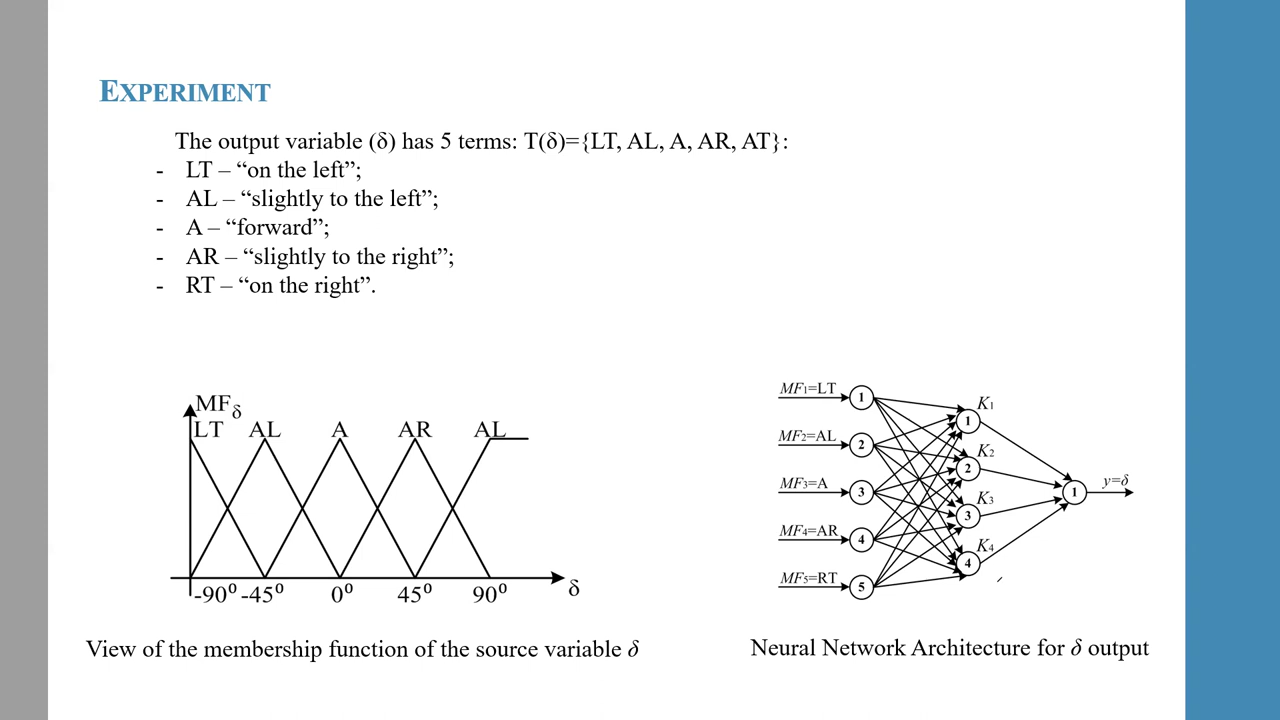 EXPERIMENT
The output variable (δ) has 5 terms: T(δ)={LT, AL, A, AR, AT}:
- LT – “on the left”;
- AL – “slightly to the left”;
- A – “forward”;
- AR – “slightly to the right”;
- RT – “on the right”.
MFδ
LT AL A AR AL
-90⁰ -45⁰ 0⁰ 45⁰ 90⁰ δ
View of the membership function of the source variable δ
MF₁=LT
MF₂=AL
MF₃=A
MF₄=AR
MF₅=RT
1
2
3
4
5
K₁
1
K₂
2
K₃
3
K₄
4
1
y=δ
Neural Network Architecture for δ output